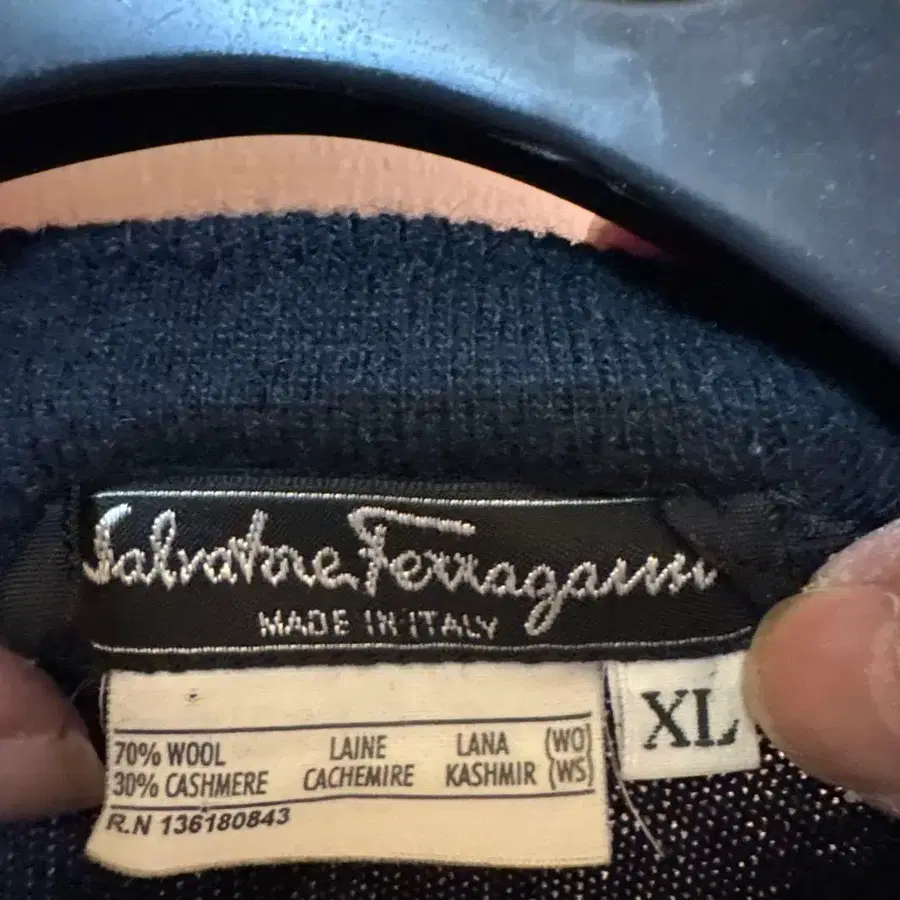 Salvatore Ferragamo
MADE IN ITALY
XL
70% WOOL LAINE LANA (WO)
30% CASHMERE CACHEMIRE KASHMIR (WS)
R.N 136180843